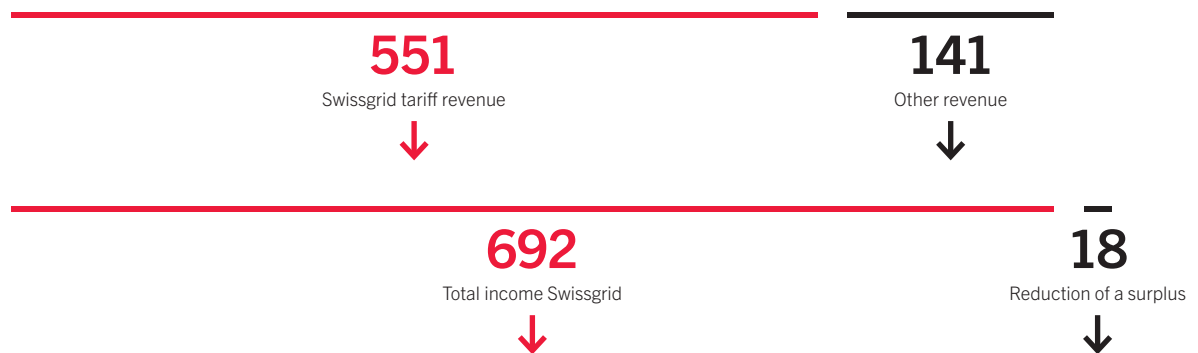 551
Swissgrid tariff revenue
141
Other revenue
692
Total income Swissgrid
18
Reduction of a surplus